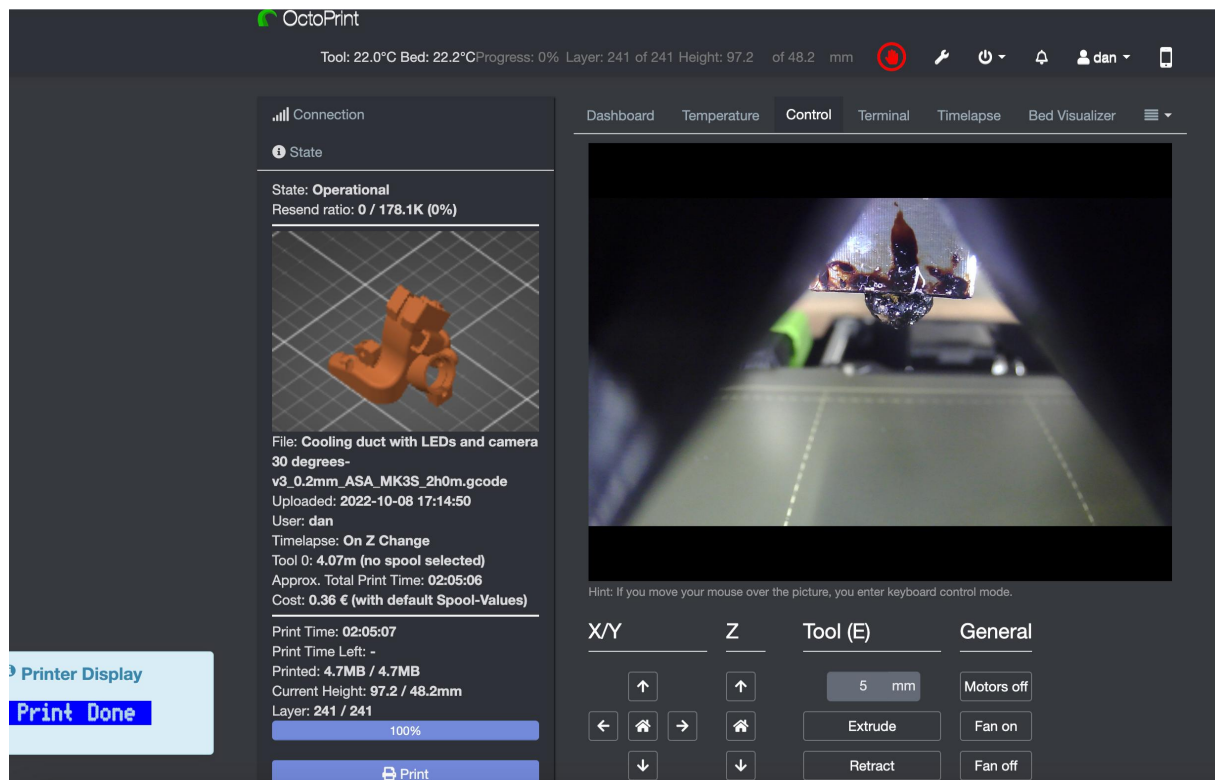 OctoPrint
Tool: 22.0°C Bed: 22.2°CProgress: 0% Layer: 241 of 241 Height: 97.2 of 48.2 mm
dan
Connection
Dashboard Temperature Control Terminal Timelapse Bed Visualizer
State
State: Operational
Resend ratio: 0 / 178.1K (0%)
File: Cooling duct with LEDs and camera
30 degrees-
v3_0.2mm_ASA_MK3S_2h0m.gcode
Uploaded: 2022-10-08 17:14:50
User: dan
Timelapse: On Z Change
Tool 0: 4.07m (no spool selected)
Approx. Total Print Time: 02:05:06
Cost: 0.36 € (with default Spool-Values)
Print Time: 02:05:07
Print Time Left: -
Printed: 4.7MB / 4.7MB
Current Height: 97.2 / 48.2mm
Layer: 241 / 241
100%
Print
Printer Display
Print Done
Hint: If you move your mouse over the picture, you enter keyboard control mode.
X/Y Z Tool (E) General
5 mm Motors off
Extrude Fan on
Retract Fan off